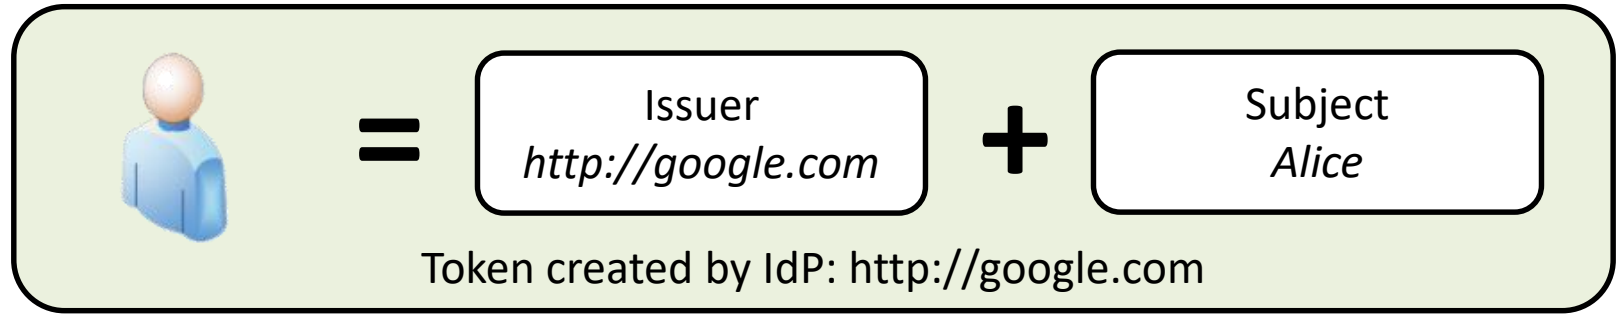 =
Issuer
http://google.com
+
Subject
Alice
Token created by IdP: http://google.com